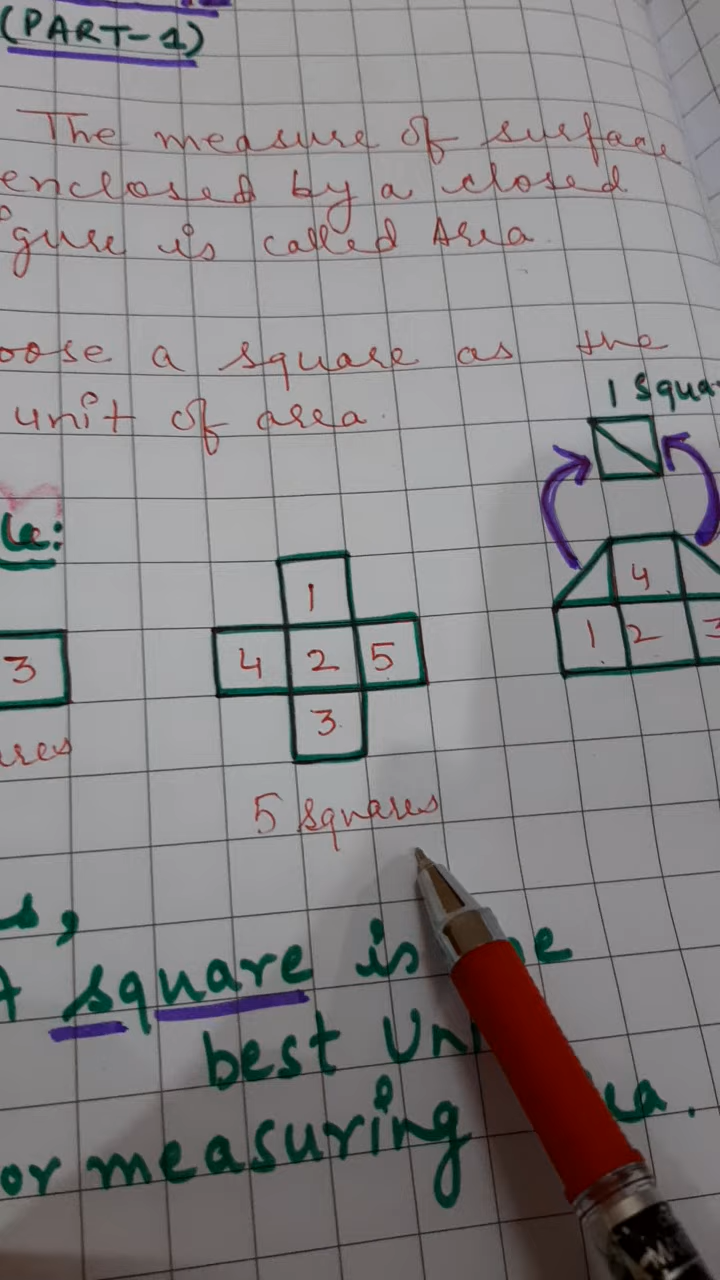 (PART-1)
The measure of surface
enclosed by a closed
gure is called Area.
oose a square as the
unit of area.
1 Squa
le:
4
1 2 3
1
4 2 5
3
3
ures
5 squares
s,
square is
best Un
or measuring